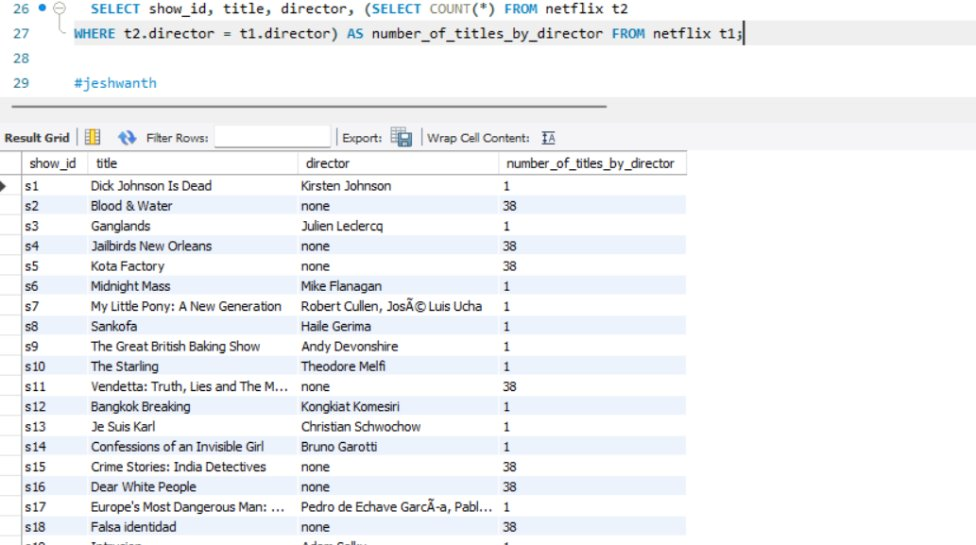 26 SELECT show_id, title, director, (SELECT COUNT(*) FROM netflix t2
27 WHERE t2.director = t1.director) AS number_of_titles_by_director FROM netflix t1;
28
29 #jeshwanth
Result Grid Filter Rows: Export: Wrap Cell Content:
show_id title director number_of_titles_by_director
s1 Dick Johnson Is Dead Kirsten Johnson 1
s2 Blood & Water none 38
s3 Ganglands Julien Leclercq 1
s4 Jailbirds New Orleans none 38
s5 Kota Factory none 38
s6 Midnight Mass Mike Flanagan 1
s7 My Little Pony: A New Generation Robert Cullen, José Luis Ucha 1
s8 Sankofa Haile Gerima 1
s9 The Great British Baking Show Andy Devonshire 1
s10 The Starling Theodore Melfi 1
s11 Vendetta: Truth, Lies and The M... none 38
s12 Bangkok Breaking Kongkiat Komesiri 1
s13 Je Suis Karl Christian Schwochow 1
s14 Confessions of an Invisible Girl Bruno Garotti 1
s15 Crime Stories: India Detectives none 38
s16 Dear White People none 38
s17 Europe's Most Dangerous Man: ... Pedro de Echave GarcÃ-a, Pabl... 1
s18 Falsa identidad none 38